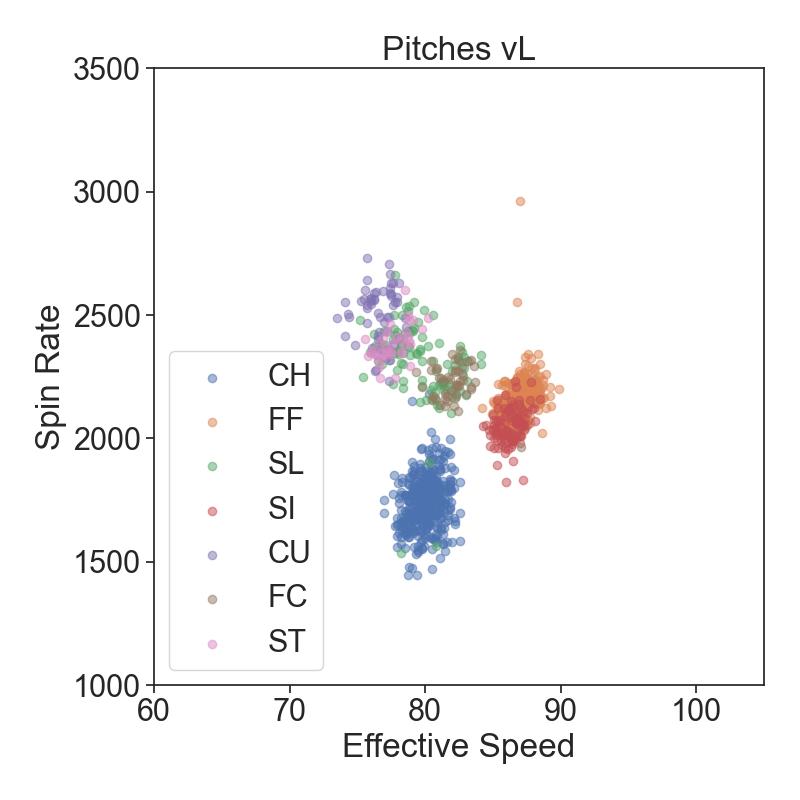 Pitches vL
3500
3000
2500
2000
1500
1000
Spin Rate
CH
FF
SL
SI
CU
FC
ST
60 70 80 90 100
Effective Speed